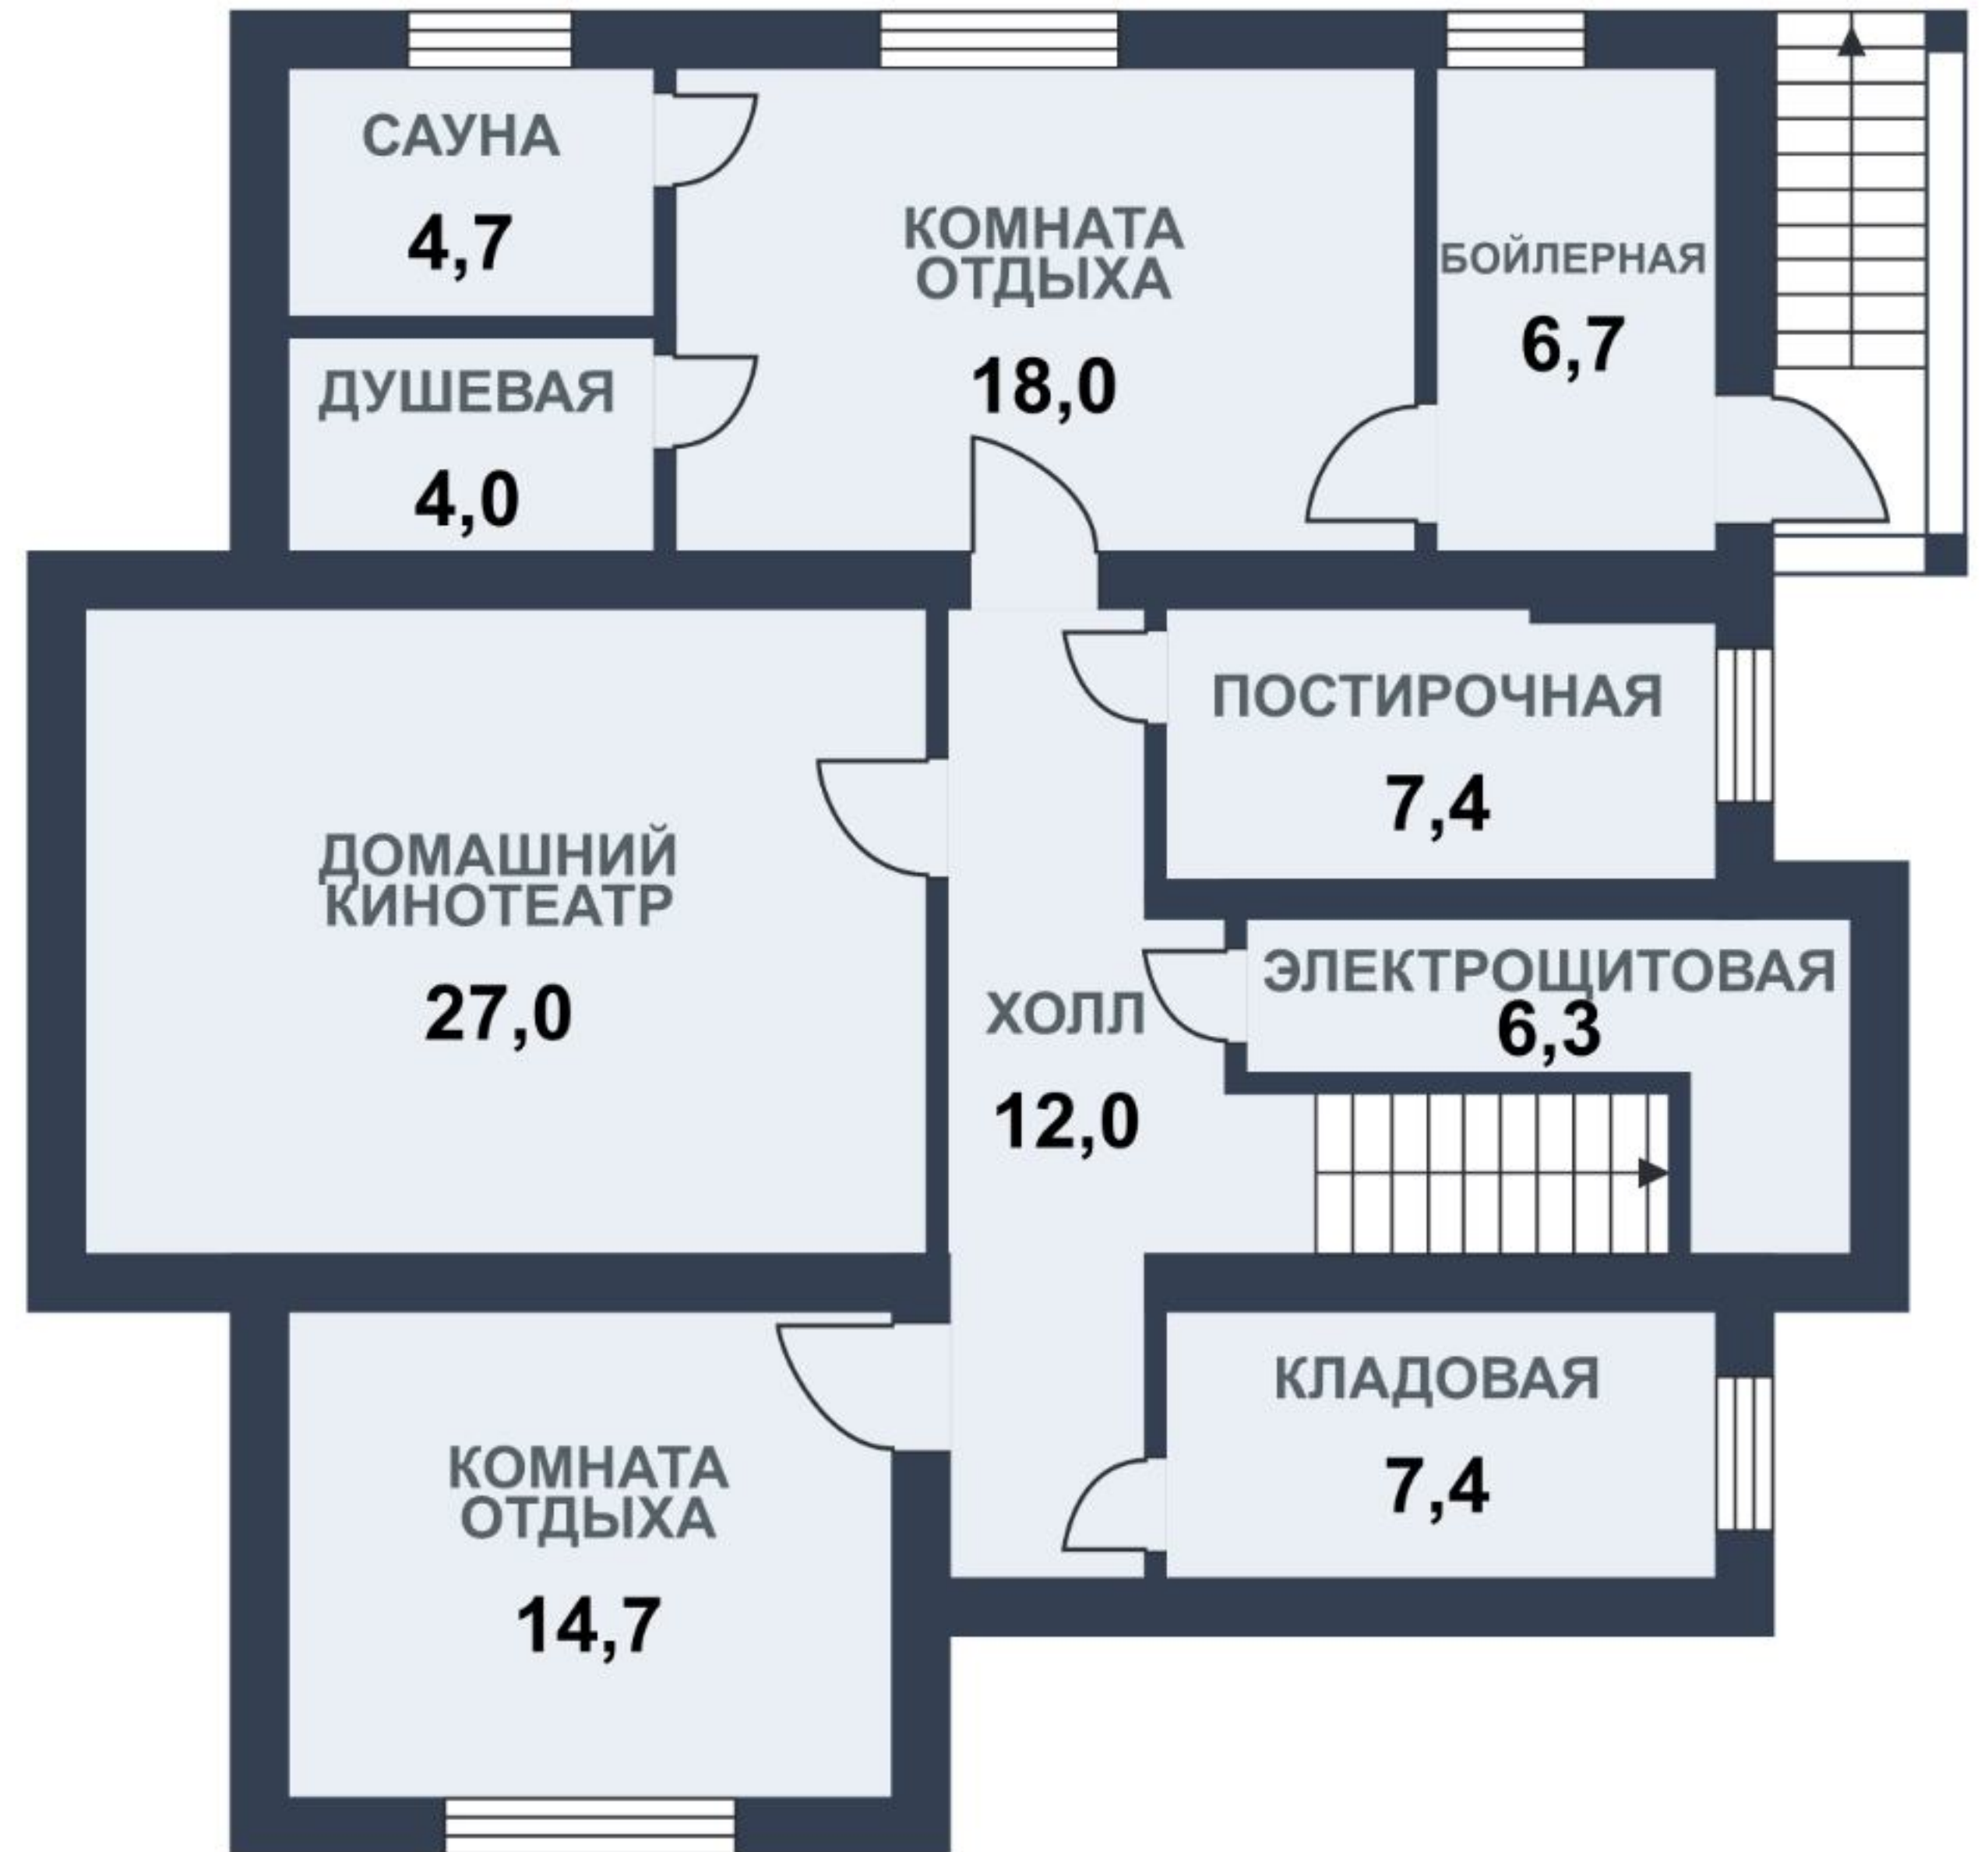 САУНА
4,7
КОМНАТА
ОТДЫХА
18,0
БОЙЛЕРНАЯ
6,7
ДУШЕВАЯ
4,0
ПОСТИРОЧНАЯ
7,4
ДОМАШНИЙ
КИНОТЕАТР
27,0
ХОЛЛ
12,0
ЭЛЕКТРОЩИТОВАЯ
6,3
КЛАДОВАЯ
7,4
КОМНАТА
ОТДЫХА
14,7